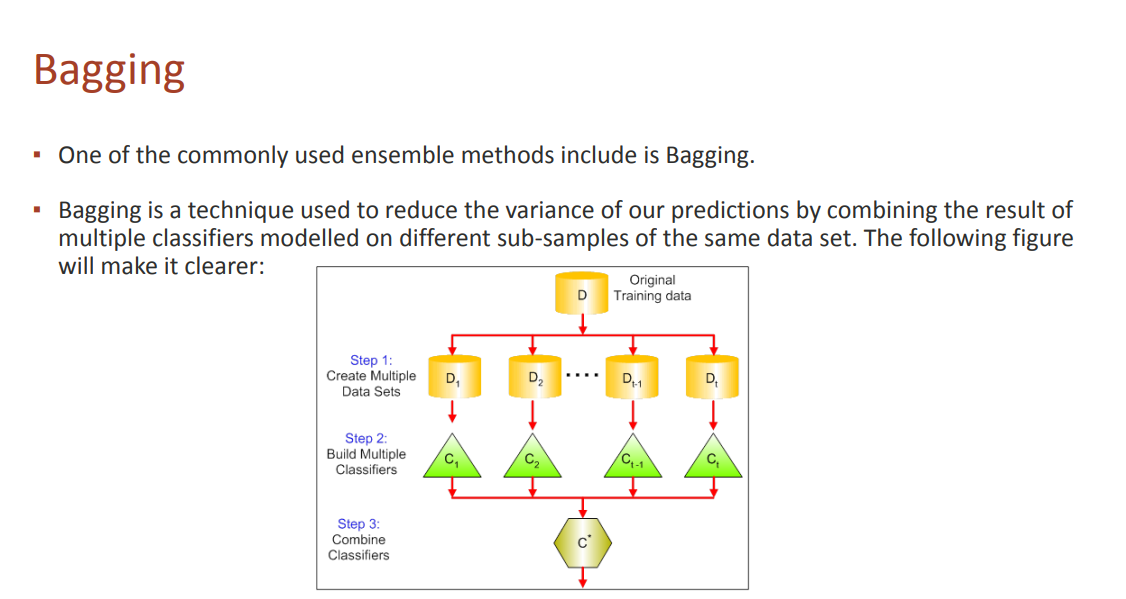 Bagging
▪ One of the commonly used ensemble methods include is Bagging.
▪ Bagging is a technique used to reduce the variance of our predictions by combining the result of
multiple classifiers modelled on different sub-samples of the same data set. The following figure
will make it clearer:
D
Original
Training data
Step 1:
Create Multiple
Data Sets
D1 D2 .... Dt-1 Dt
Step 2:
Build Multiple
Classifiers
C1 C2 Ct-1 Ct
Step 3:
Combine
Classifiers
C*